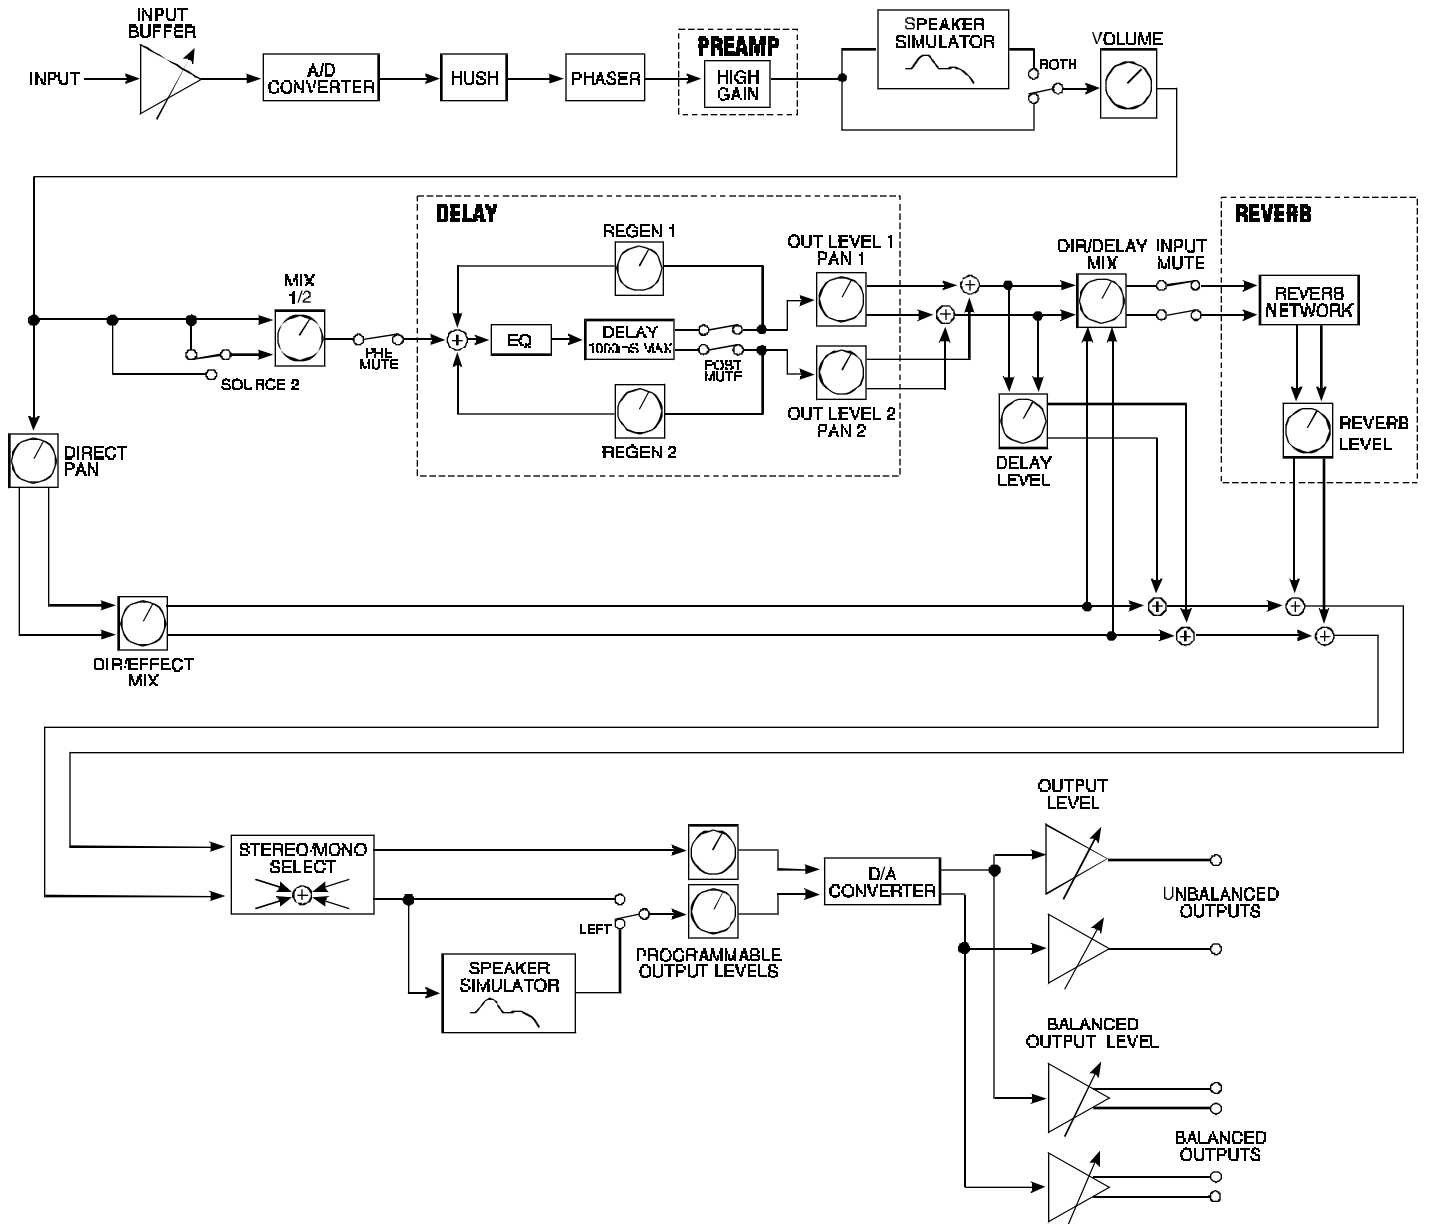 INPUT
BUFFER
INPUT
A/D
CONVERTER
HUSH
PHASER
PREAMP
HIGH
GAIN
SPEAKER
SIMULATOR
BOTH
VOLUME
DELAY
REGEN 1
OUT LEVEL 1
PAN 1
DIR/DELAY
MIX
INPUT
MUTE
REVERB
MIX
1/2
REVERB
NETWORK
EQ
DELAY
1000mS MAX
PRE
MUTE
POST
MUTE
SOURCE 2
OUT LEVEL 2
PAN 2
REGEN 2
DIRECT
PAN
DELAY
LEVEL
REVERB
LEVEL
DIR/EFFECT
MIX
OUTPUT
LEVEL
STEREO/MONO
SELECT
D/A
CONVERTER
UNBALANCED
OUTPUTS
LEFT
PROGRAMMABLE
OUTPUT LEVELS
SPEAKER
SIMULATOR
BALANCED
OUTPUT LEVEL
BALANCED
OUTPUTS